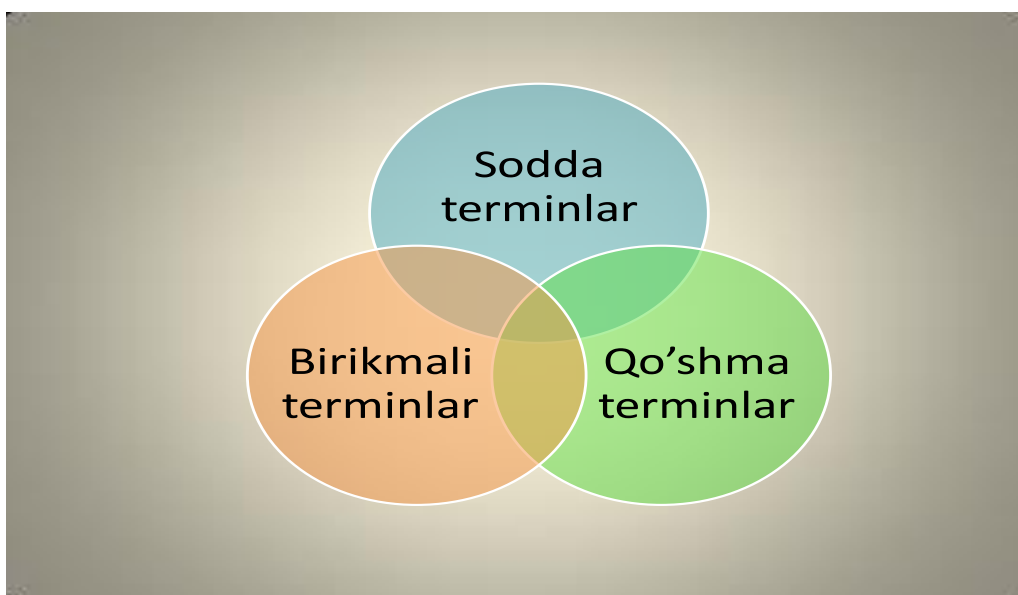 Sodda
terminlar
Birikmali
terminlar
Qo’shma
terminlar